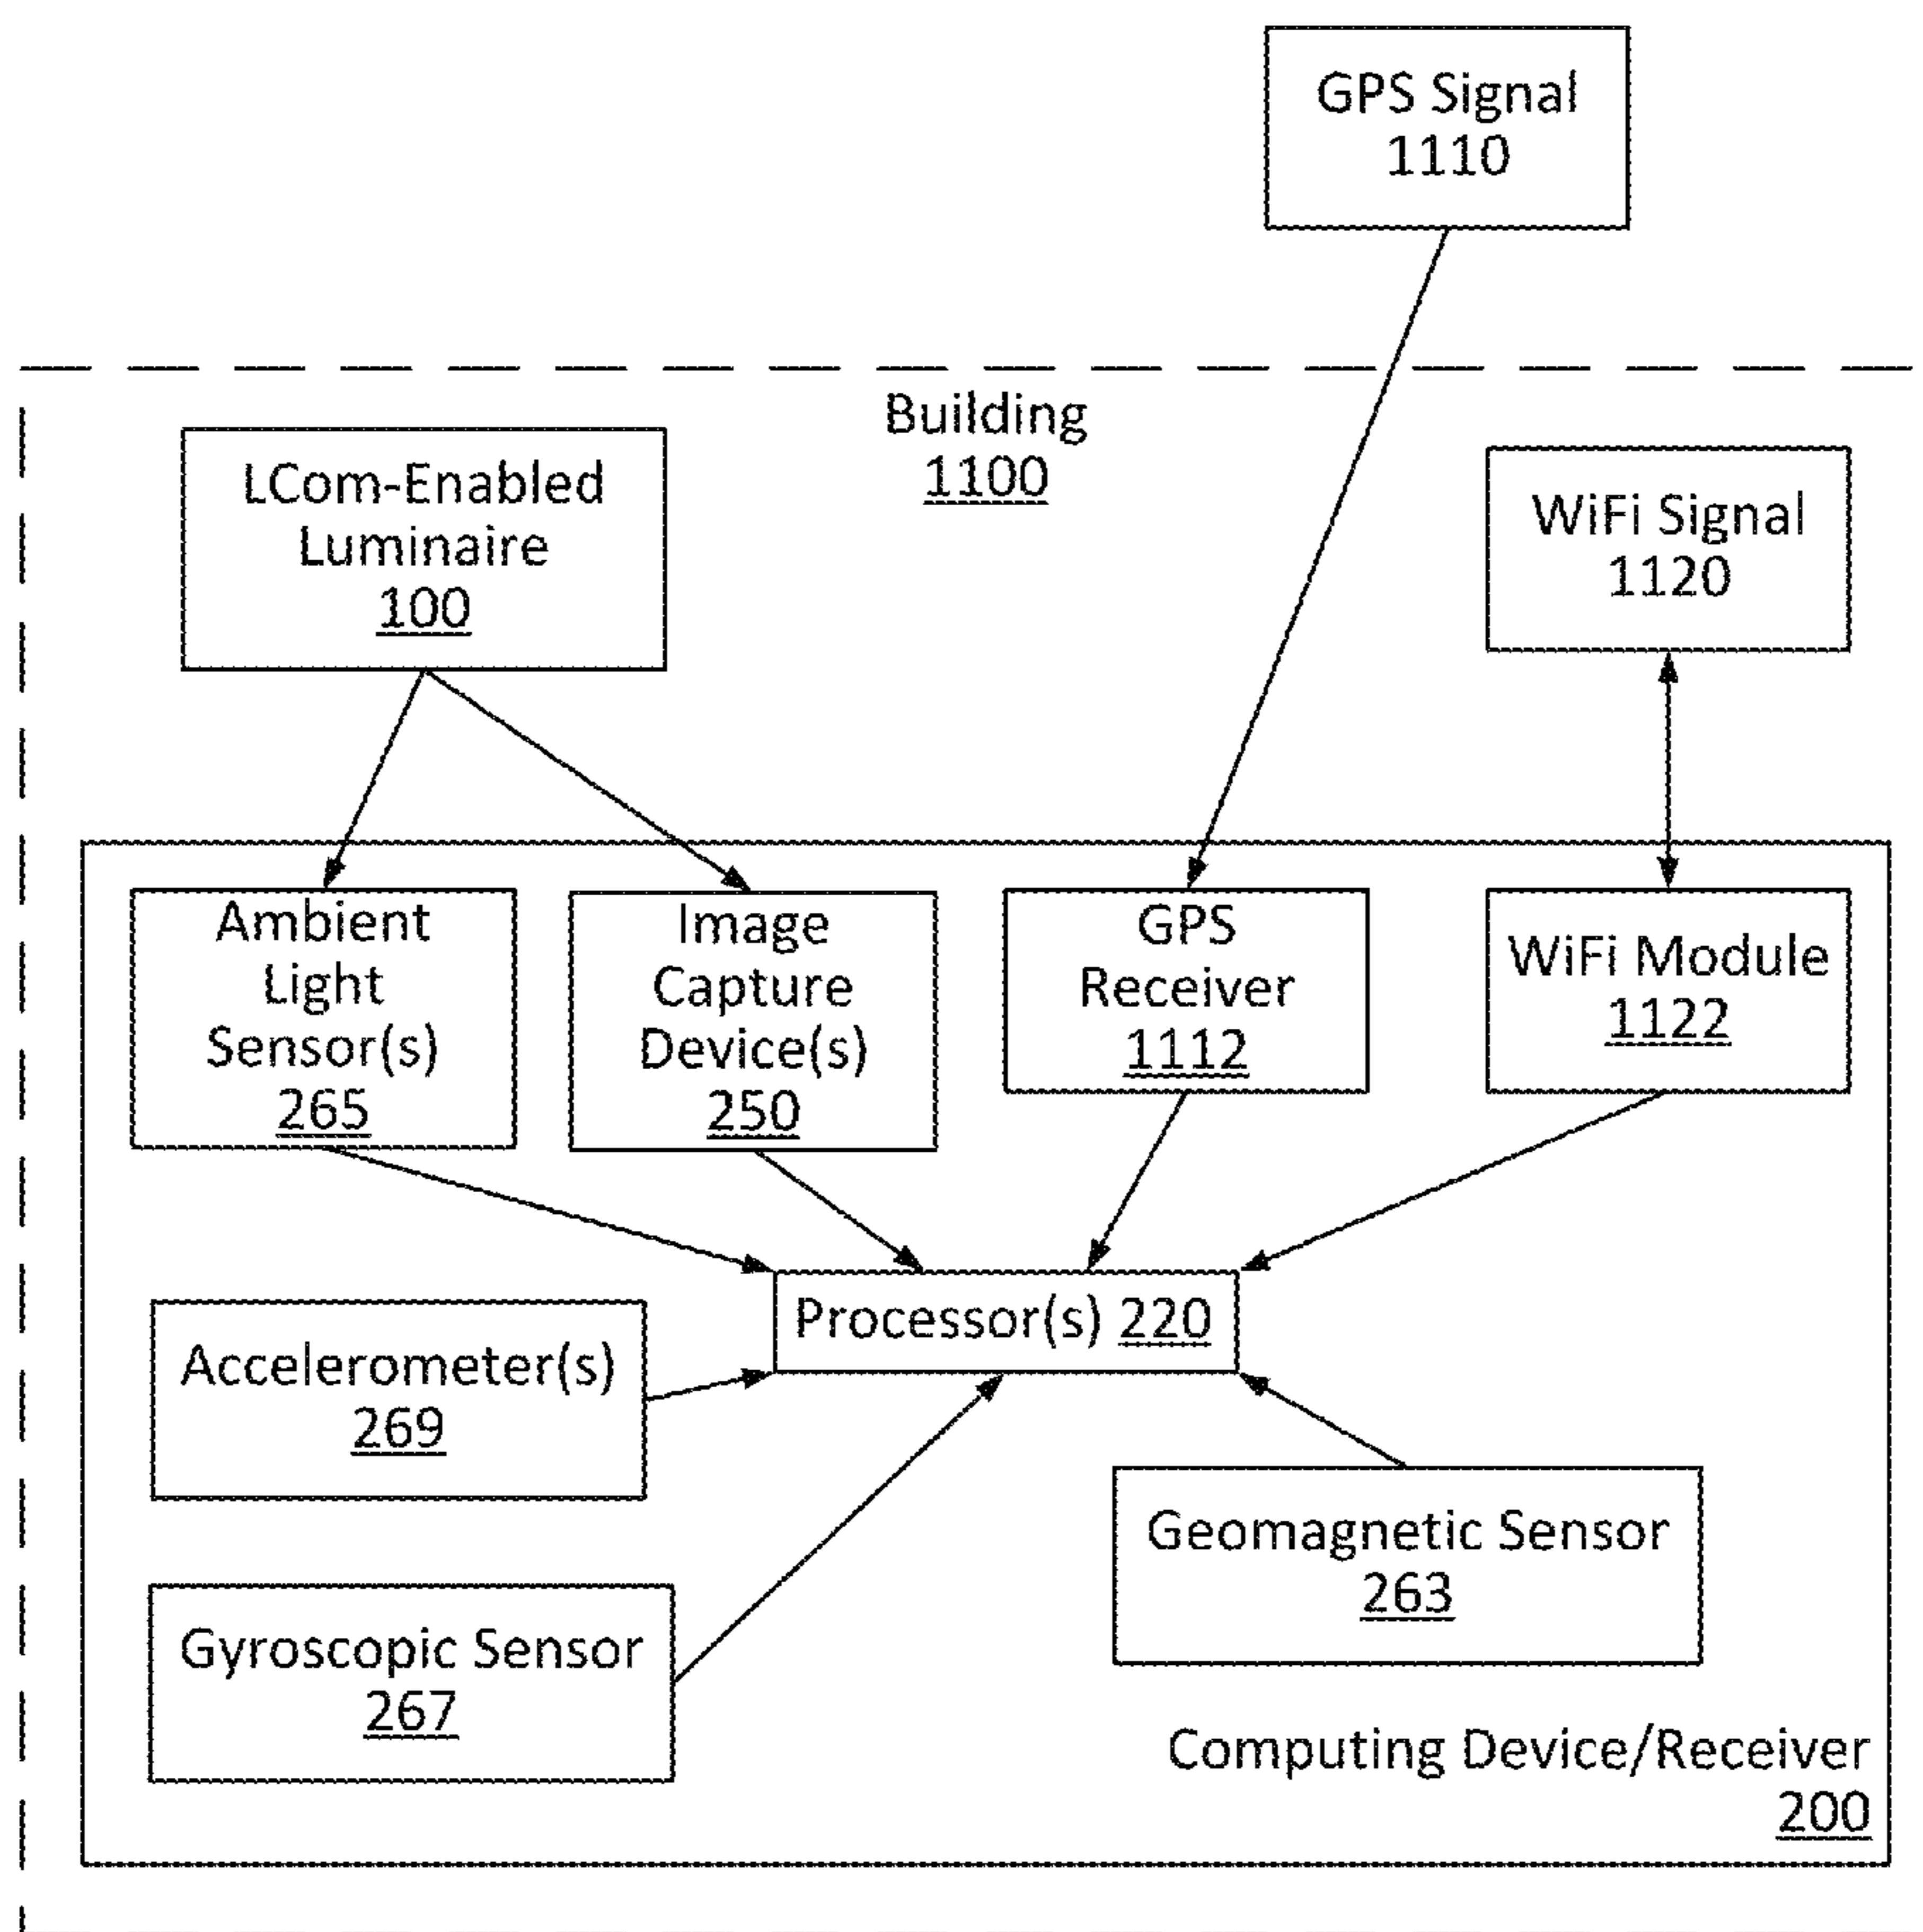 GPS Signal
1110
Building
1100
LCom-Enabled
Luminaire
100
WiFi Signal
1120
Ambient
Light
Sensor(s)
265
Image
Capture
Device(s)
250
GPS
Receiver
1112
WiFi Module
1122
Processor(s) 220
Accelerometer(s)
269
Geomagnetic Sensor
263
Gyroscopic Sensor
267
Computing Device/Receiver
200